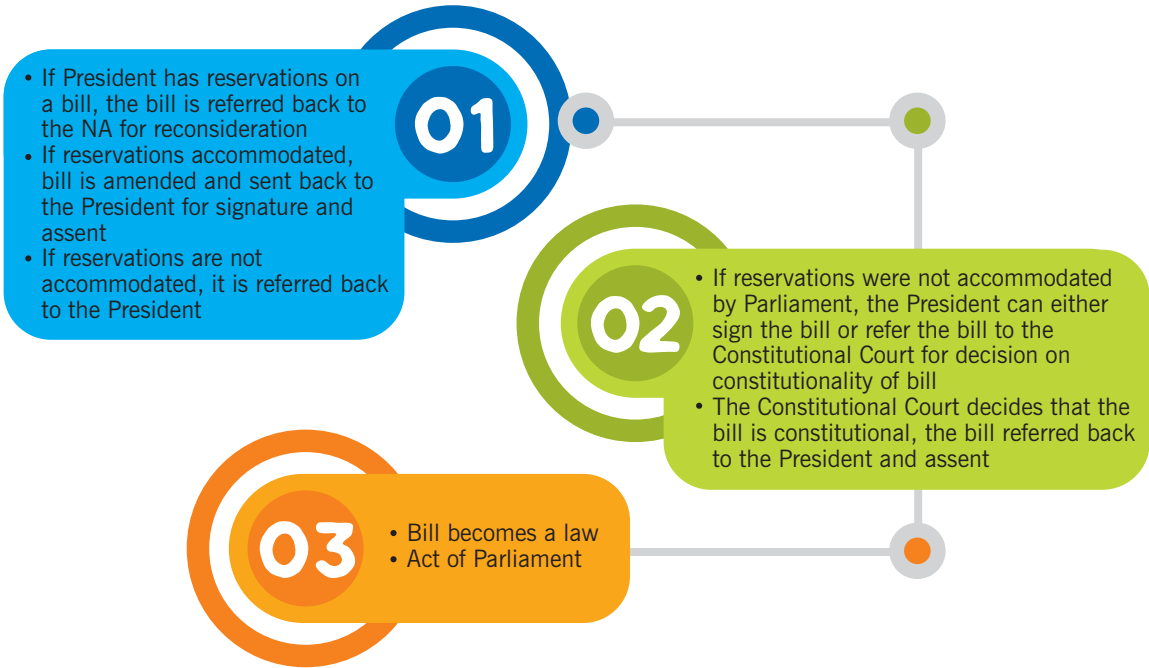 01
• If President has reservations on
a bill, the bill is referred back to
the NA for reconsideration
• If reservations accommodated,
bill is amended and sent back to
the President for signature and
assent
• If reservations are not
accommodated, it is referred back
to the President
02
• If reservations were not accommodated
by Parliament, the President can either
sign the bill or refer the bill to the
Constitutional Court for decision on
constitutionality of bill
• The Constitutional Court decides that the
bill is constitutional, the bill referred back
to the President and assent
03
• Bill becomes a law
• Act of Parliament